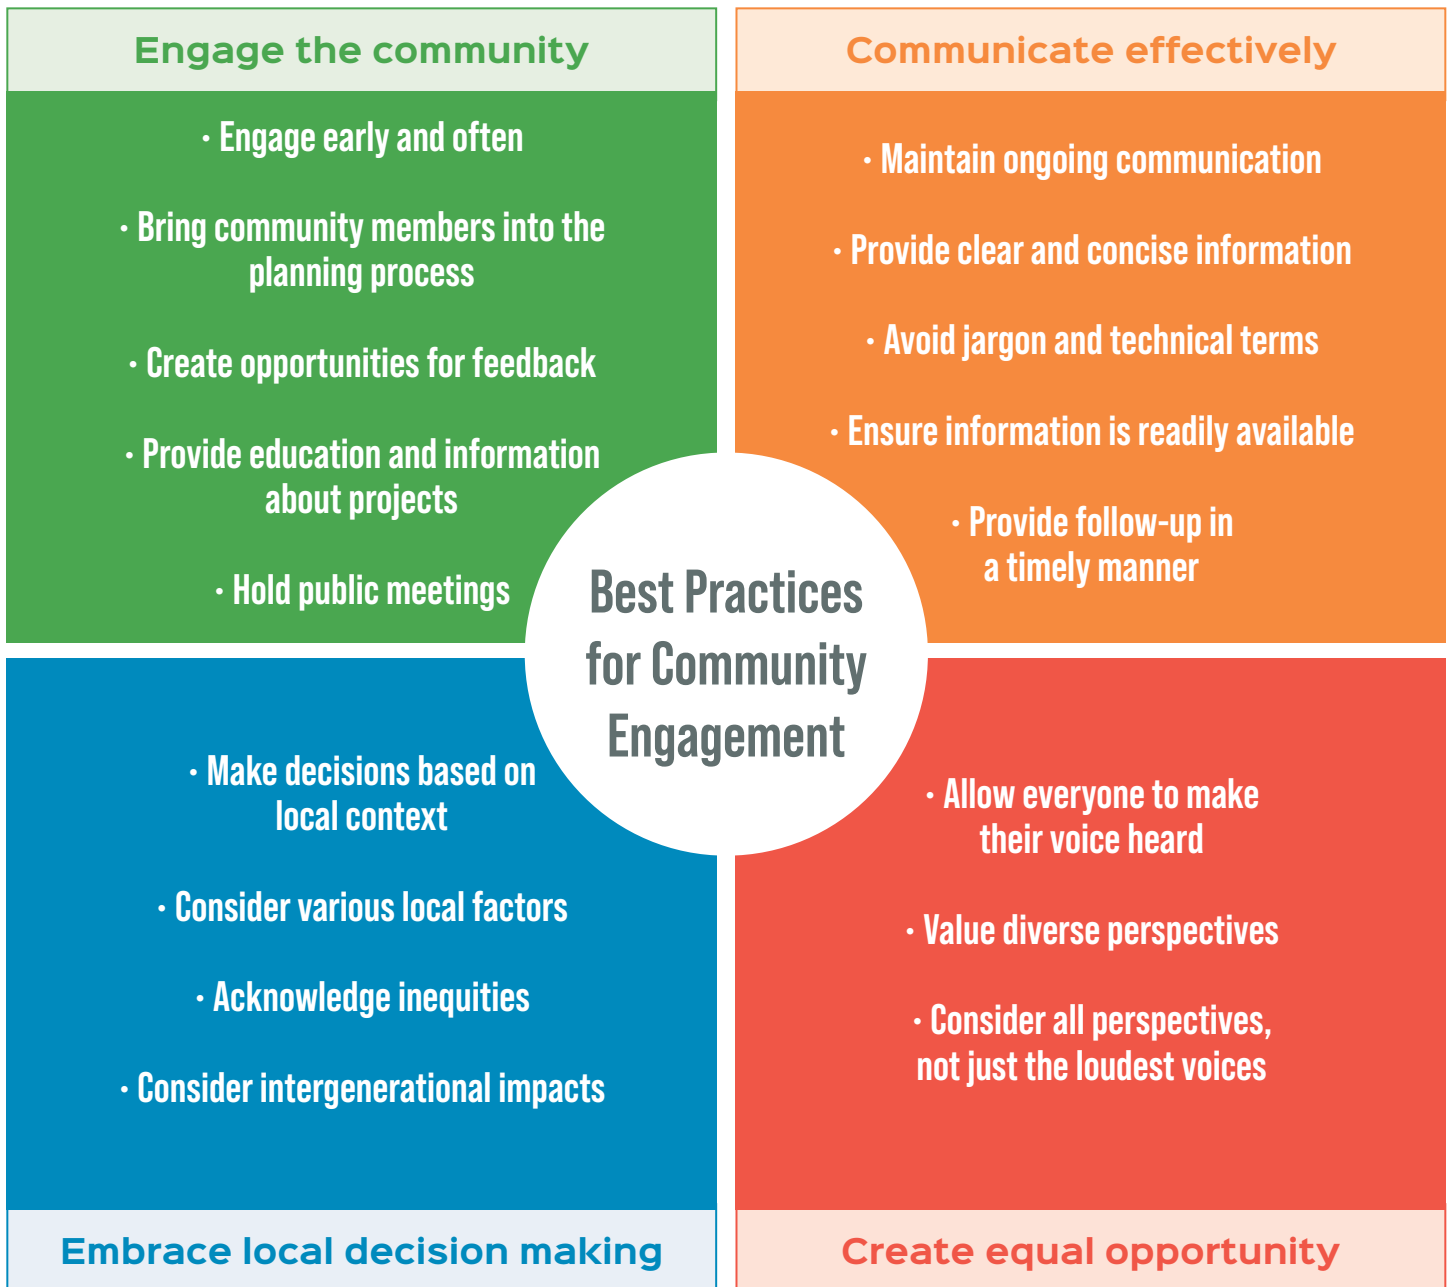 Engage the community
· Engage early and often
· Bring community members into the
planning process
· Create opportunities for feedback
· Provide education and information
about projects
· Hold public meetings
Communicate effectively
· Maintain ongoing communication
· Provide clear and concise information
· Avoid jargon and technical terms
· Ensure information is readily available
· Provide follow-up in
a timely manner
Best Practices
for Community
Engagement
· Make decisions based on
local context
· Consider various local factors
· Acknowledge inequities
· Consider intergenerational impacts
Embrace local decision making
· Allow everyone to make
their voice heard
· Value diverse perspectives
· Consider all perspectives,
not just the loudest voices
Create equal opportunity